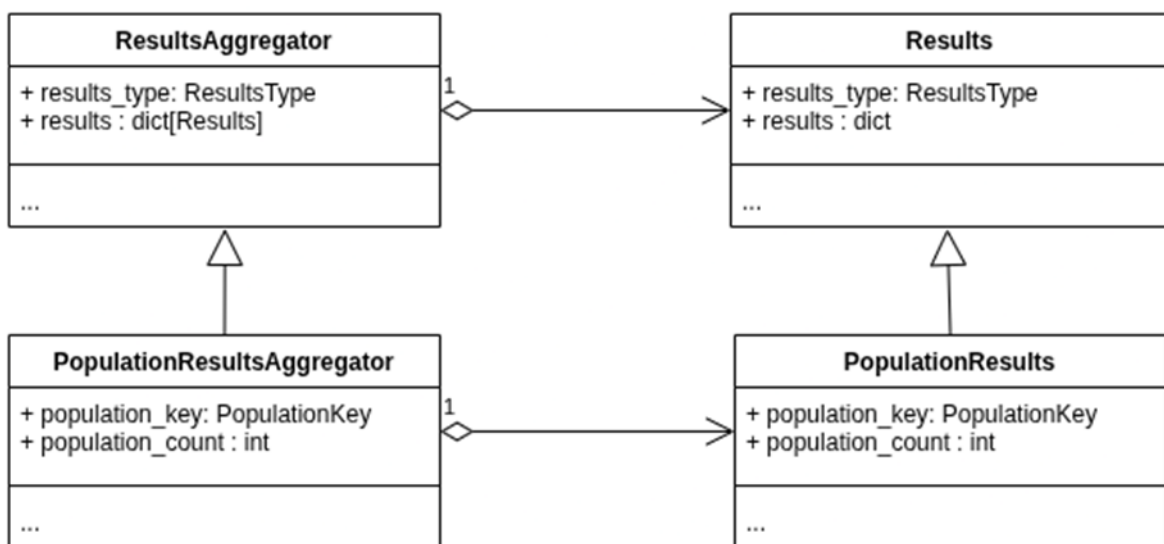 ResultsAggregator
+ results_type: ResultsType
+ results : dict[Results]
...
1
Results
+ results_type: ResultsType
+ results : dict
...
PopulationResultsAggregator
+ population_key: PopulationKey
+ population_count : int
...
1
PopulationResults
+ population_key: PopulationKey
+ population_count : int
...